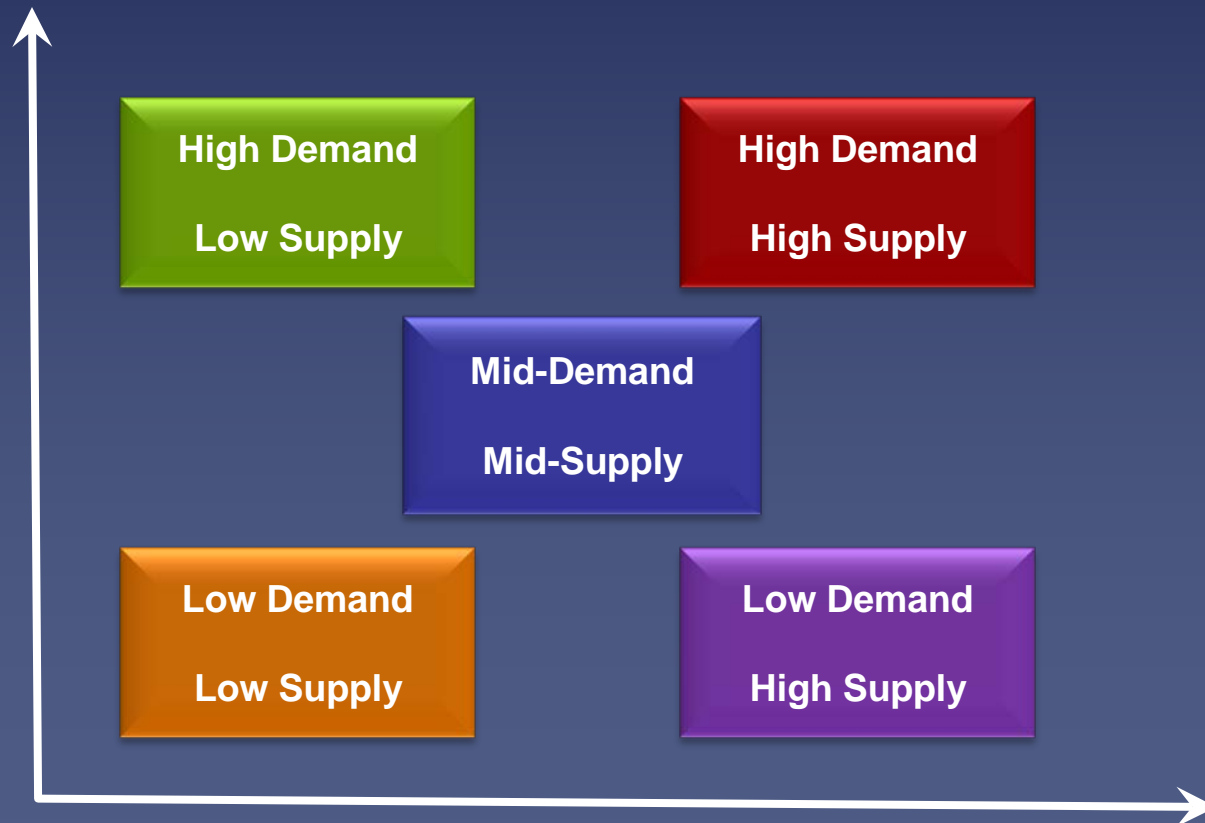 High Demand
Low Supply
High Demand
High Supply
Mid-Demand
Mid-Supply
Low Demand
Low Supply
Low Demand
High Supply